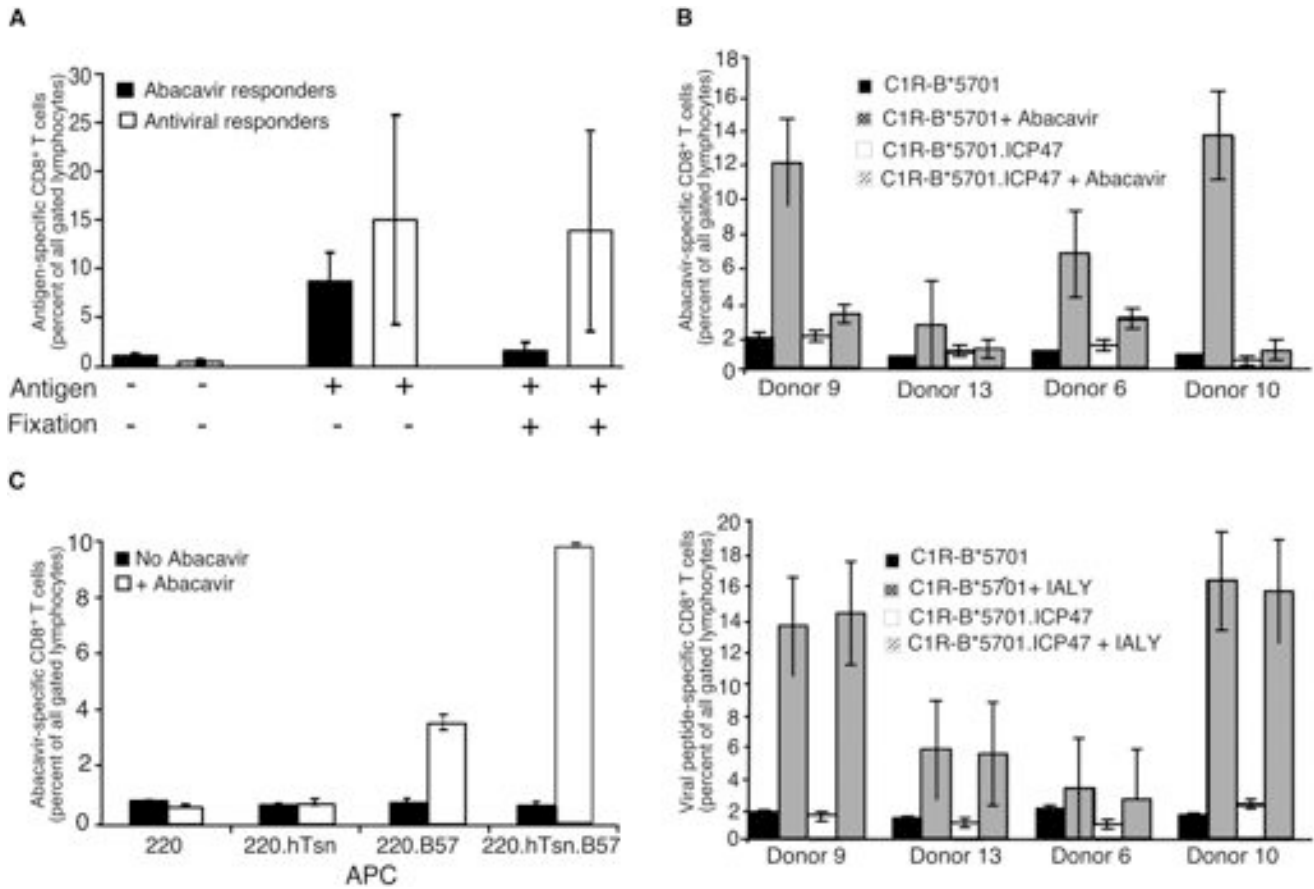 A
Antigen-specific CD8+ T cells
(percent of all gated lymphocytes)
30
25
20
15
10
5
0
Abacavir responders
Antiviral responders
Antigen - - + + + +
Fixation - - - - + +
B
Abacavir-specific CD8+ T cells
(percent of all gated lymphocytes)
18
16
14
12
10
8
6
4
2
0
C1R-B*5701
C1R-B*5701+ Abacavir
C1R-B*5701.ICP47
C1R-B*5701.ICP47 + Abacavir
Donor 9 Donor 13 Donor 6 Donor 10
C
Abacavir-specific CD8+ T cells
(percent of all gated lymphocytes)
10
8
6
4
2
0
No Abacavir
+ Abacavir
220 220.hTsn 220.B57 220.hTsn.B57
APC
Viral peptide-specific CD8+ T cells
(percent of all gated lymphocytes)
20
18
16
14
12
10
8
6
4
2
0
C1R-B*5701
C1R-B*5701+ IALY
C1R-B*5701.ICP47
C1R-B*5701.ICP47 + IALY
Donor 9 Donor 13 Donor 6 Donor 10